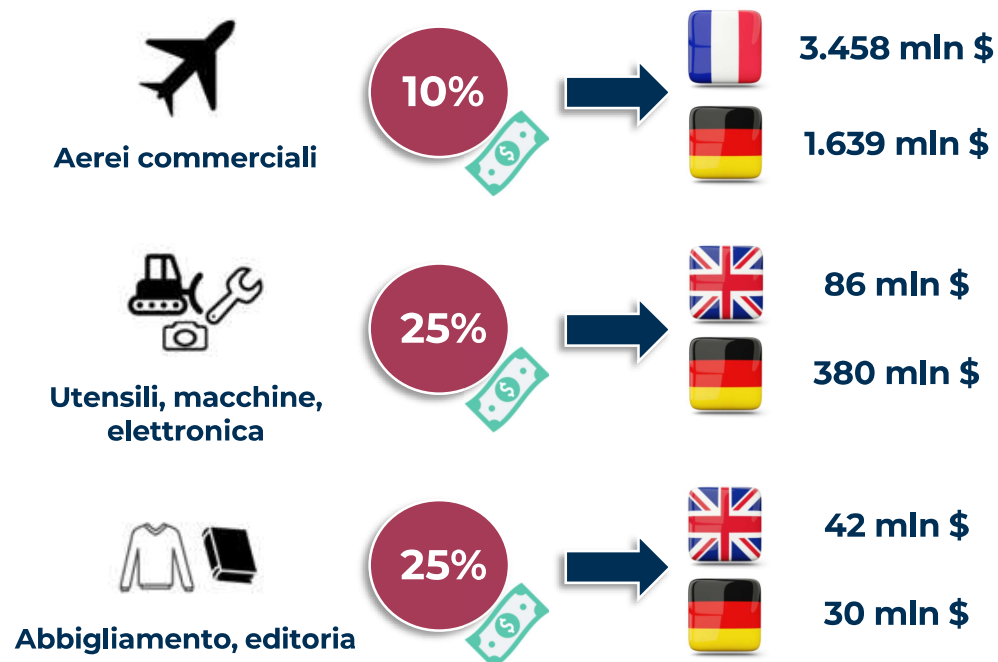 10%
3.458 mln $
1.639 mln $
Aerei commerciali
25%
86 mln $
380 mln $
Utensili, macchine,
elettronica
25%
42 mln $
30 mln $
Abbigliamento, editoria